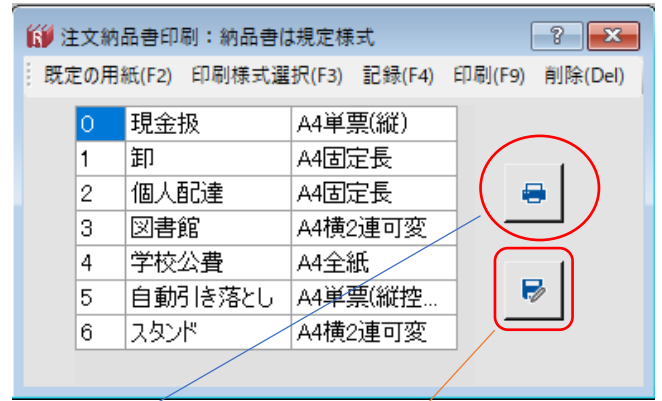 注文納品書印刷：納品書は規定様式
既定の用紙(F2) 印刷様式選択(F3) 記録(F4) 印刷(F9) 削除(Del)
0 現金扱 A4単票(縦)
1 卸 A4固定長
2 個人配達 A4固定長
3 図書館 A4横2連可変
4 学校公費 A4全紙
5 自動引き落とし A4単票(縦控...
6 スタンド A4横2連可変